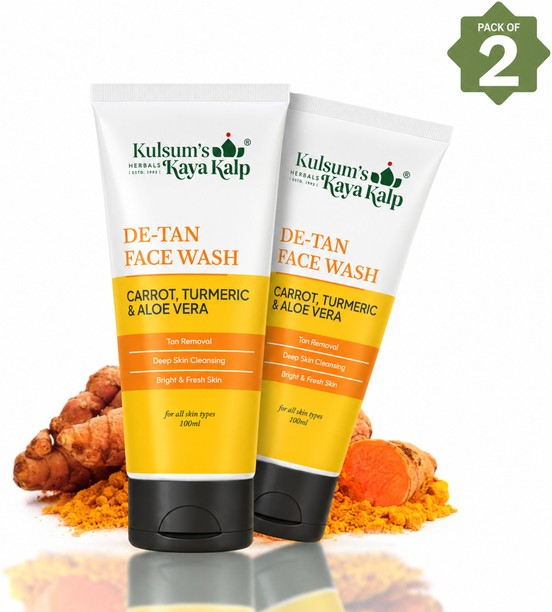 PACK OF
2
Kulsum's
HERBALS
Kaya Kalp
| ESTD. 1992 |
®
DE-TAN
FACE WASH
CARROT, TURMERIC
& ALOE VERA
Tan Removal
Deep Skin Cleansing
Bright & Fresh Skin
for all skin types
100ml
Kulsum's
HERBALS
Kaya Kalp
®
DE-TAN
FACE WASH
CARROT, TURMERIC
& ALOE VERA
Tan Removal
Deep Skin Cleansing
Bright & Fresh Skin
for all skin types
100ml